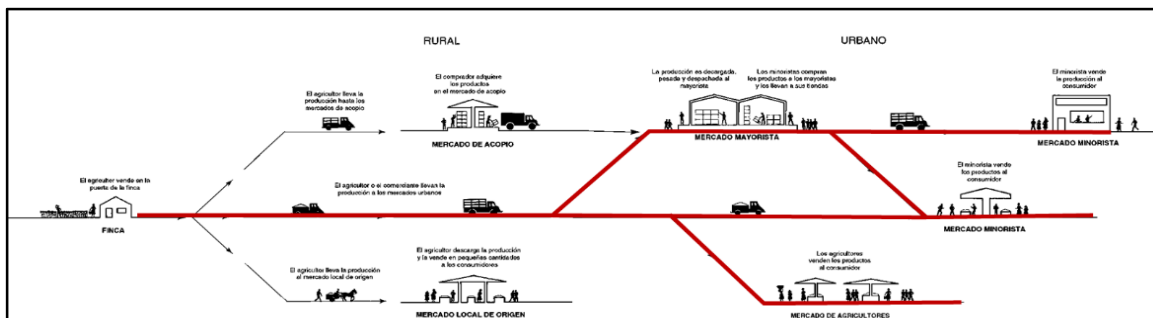 RURAL
URBANO
El agricultor lleva la
producción hasta los
mercados de acopio
El comprador adquiere
los productos
en el mercado de acopio
MERCADO DE ACOPIO
La producción es descargada,
pesada y despachada al
mayorista
Los minoristas compran
los productos a los mayoristas
y los llevan a sus tiendas
MERCADO MAYORISTA
El minorista vende
la producción al
consumidor
MERCADO MINORISTA
El agricultor vende en la
puerta de la finca
FINCA
El agricultor o el comerciante llevan la
producción a los mercados urbanos
El minorista vende
los productos al
consumidor
MERCADO MINORISTA
El agricultor lleva la producción
al mercado local de origen
El agricultor descarga la producción
y la vende en pequeñas cantidades
a los consumidores
MERCADO LOCAL DE ORIGEN
Los agricultores
venden los productos
al consumidor
MERCADO DE AGRICULTORES